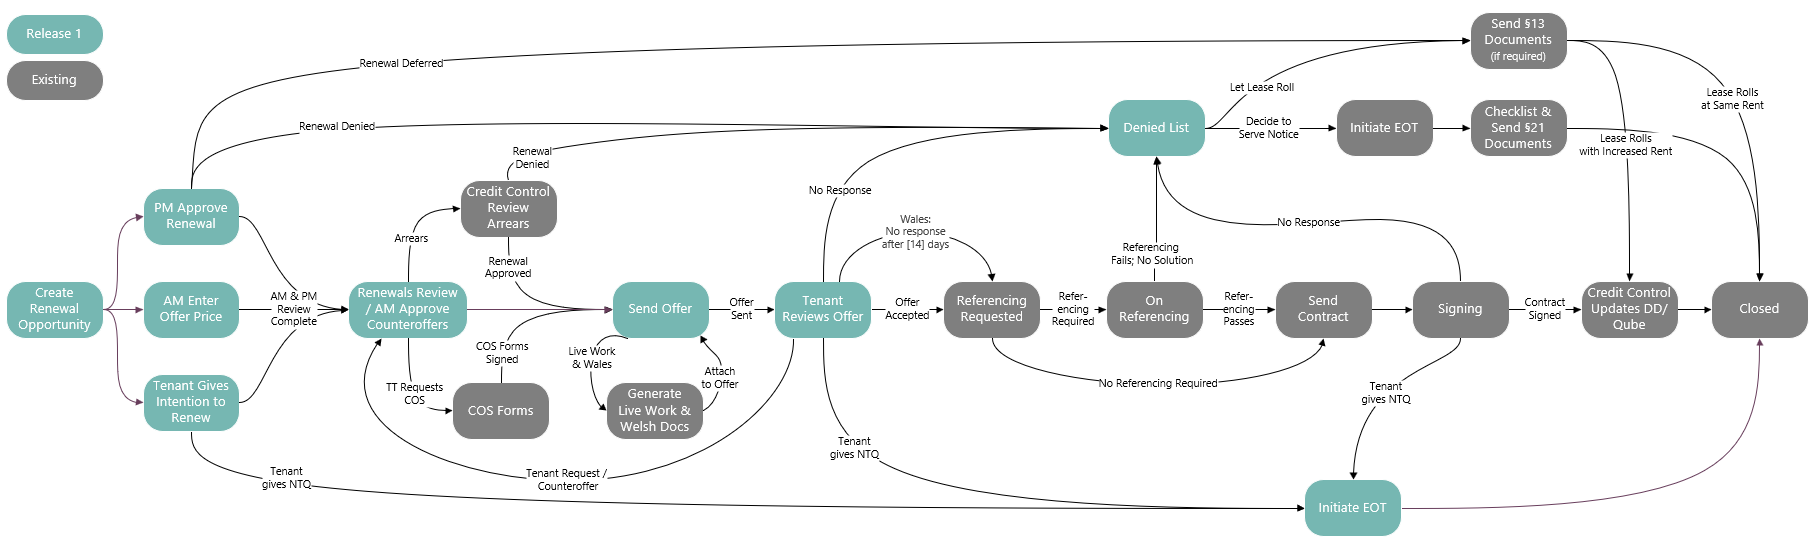 Release 1
Existing
Send §13
Documents
(if required)
Renewal Deferred
Let Lease Roll
Lease Rolls
at Same Rent
Renewal Denied
Denied List
Decide to
Serve Notice
Initiate EOT
Checklist &
Send §21
Documents
Lease Rolls
with Increased Rent
Renewal
Denied
PM Approve
Renewal
Credit Control
Review
Arrears
No Response
Arrears
Renewal
Approved
Wales:
No response
after [14] days
Referencing
Fails; No Solution
No Response
Create
Renewal
Opportunity
AM Enter
Offer Price
AM & PM
Review
Complete
Renewals Review
/ AM Approve
Counteroffers
Send Offer
Offer
Sent
Tenant
Reviews Offer
Offer
Accepted
Referencing
Requested
Refer-
encing
Required
On
Referencing
Refer-
encing
Passes
Send
Contract
Signing
Contract
Signed
Credit Control
Updates DD/
Qube
Closed
COS Forms
Signed
Live Work
& Wales
Attach
to Offer
Tenant Gives
Intention to
Renew
TT Requests
COS
COS Forms
Generate
Live Work &
Welsh Docs
No Referencing Required
Tenant
gives NTQ
Tenant
gives NTQ
Tenant
gives NTQ
Tenant Request /
Counteroffer
Initiate EOT